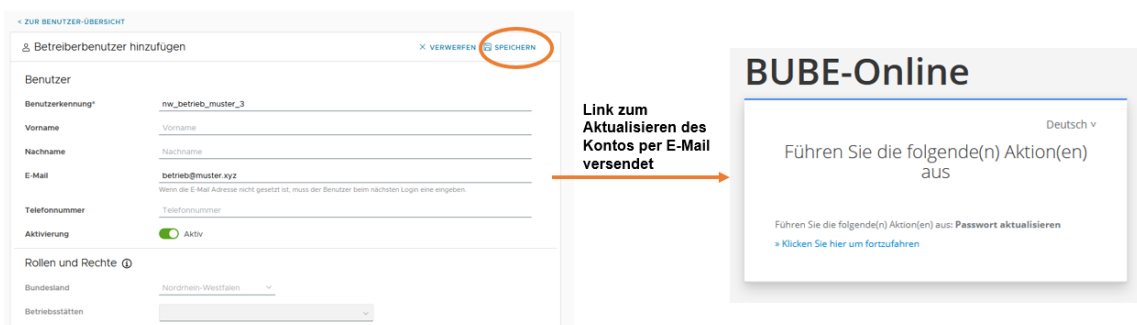 < ZUR BENUTZER-ÜBERSICHT
Betreiberbenutzer hinzufügen
× VERWERFEN
SPEICHERN
Benutzer
Benutzerkennung*
nw_betrieb_muster_3
Vorname
Vorname
Nachname
Nachname
E-Mail
betrieb@muster.xyz
Wenn die E-Mail Adresse nicht gesetzt ist, muss der Benutzer beim nächsten Login eine eingeben.
Telefonnummer
Telefonnummer
Aktivierung
Aktiv
Rollen und Rechte
Bundesland
Nordrhein-Westfalen
Betriebsstätten
Link zum
Aktualisieren des
Kontos per E-Mail
versendet
BUBE-Online
Deutsch
Führen Sie die folgende(n) Aktion(en)
aus
Führen Sie die folgende(n) Aktion(en) aus: Passwort aktualisieren
» Klicken Sie hier um fortzufahren